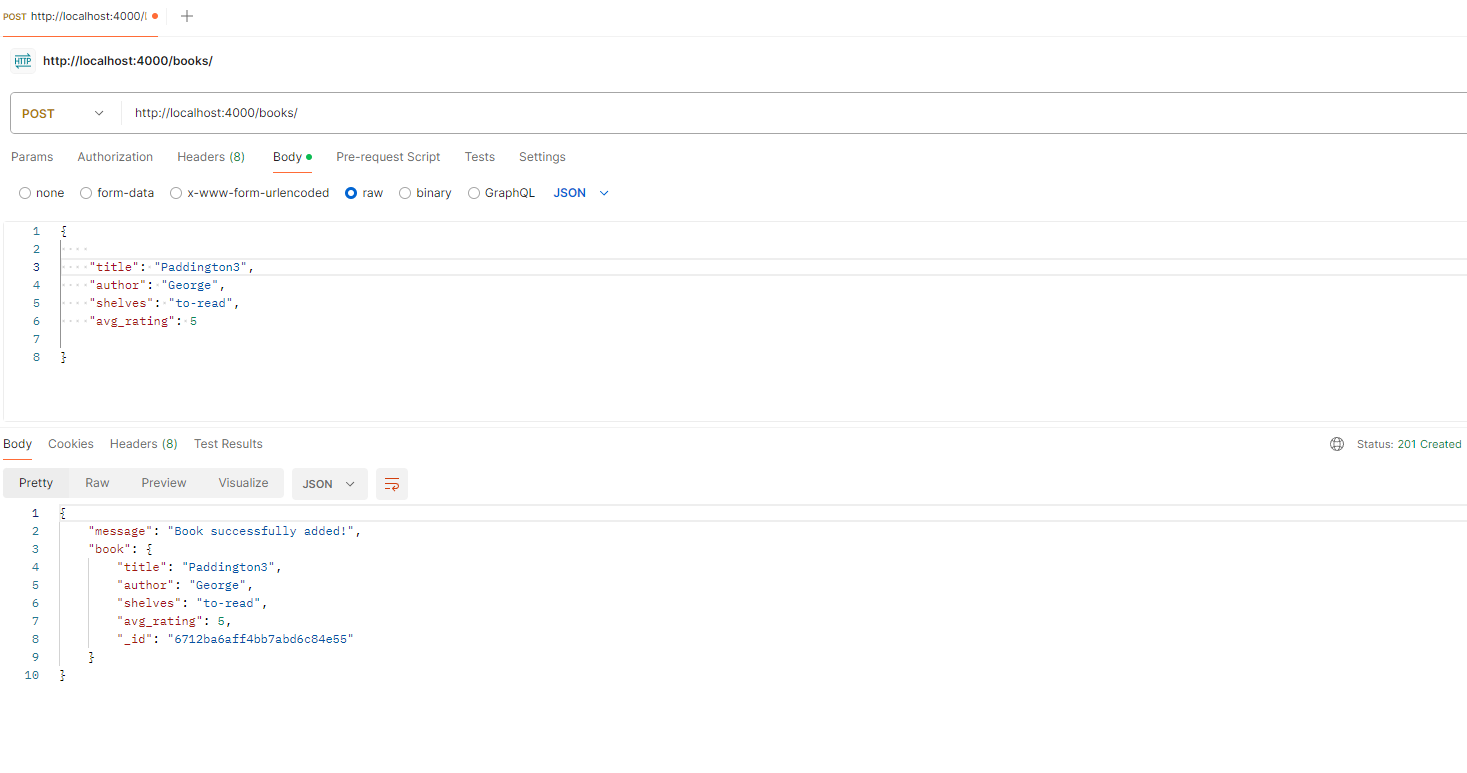 POST http://localhost:4000/
HTTP http://localhost:4000/books/
POST http://localhost:4000/books/
Params Authorization Headers (8) Body Pre-request Script Tests Settings
none form-data x-www-form-urlencoded raw binary GraphQL JSON
1 {
2
3 "title": "Paddington3",
4 "author": "George",
5 "shelves": "to-read",
6 "avg_rating": 5
7
8 }
Body Cookies Headers (8) Test Results Status: 201 Created
Pretty Raw Preview Visualize JSON
1 {
2 "message": "Book successfully added!",
3 "book": {
4 "title": "Paddington3",
5 "author": "George",
6 "shelves": "to-read",
7 "avg_rating": 5,
8 "_id": "6712ba6aff4bb7abd6c84e55"
9 }
10 }